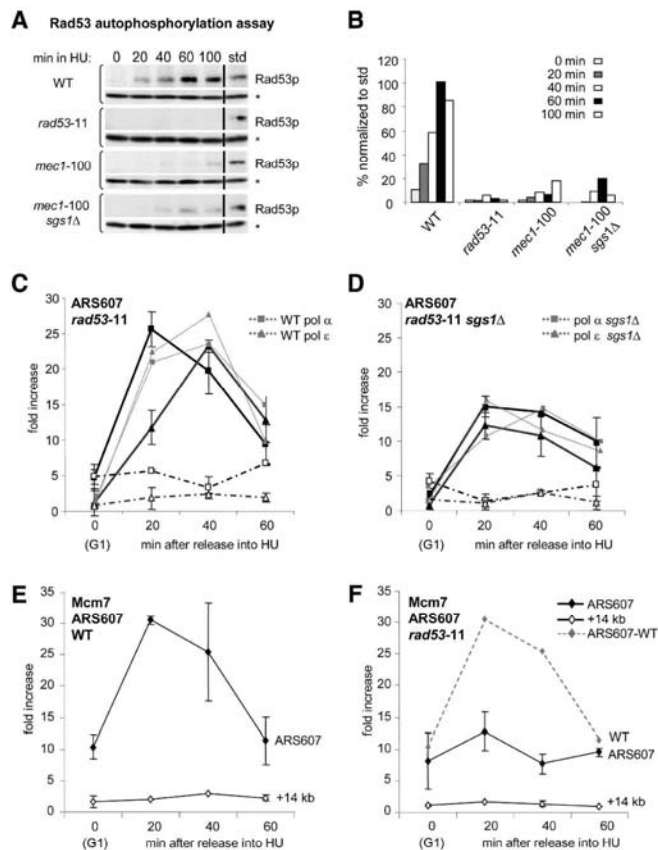 A Rad53 autophosphorylation assay
min in HU: 0 20 40 60 100 std
WT Rad53p
*
rad53-11 Rad53p
*
mec1-100 Rad53p
*
mec1-100 sgs1Δ Rad53p
*
B
% normalized to std
120
100
80
60
40
20
0
0 min
20 min
40 min
60 min
100 min
WT rad53-11 mec1-100 mec1-100 sgs1Δ
C
ARS607
rad53-11
WT pol α
WT pol ε
fold increase
30
25
20
15
10
5
0
0 20 40 60
(G1) min after release into HU
D
ARS607
rad53-11 sgs1Δ
pol α sgs1Δ
pol ε sgs1Δ
fold increase
30
25
20
15
10
5
0
0 20 40 60
(G1) min after release into HU
E
Mcm7
ARS607
WT
fold increase
35
30
25
20
15
10
5
0
ARS607
+14 kb
0 20 40 60
(G1) min after release into HU
F
Mcm7
ARS607
rad53-11
ARS607
+14 kb
ARS607-WT
fold increase
35
30
25
20
15
10
5
0
WT
ARS607
+14 kb
0 20 40 60
(G1) min after release into HU